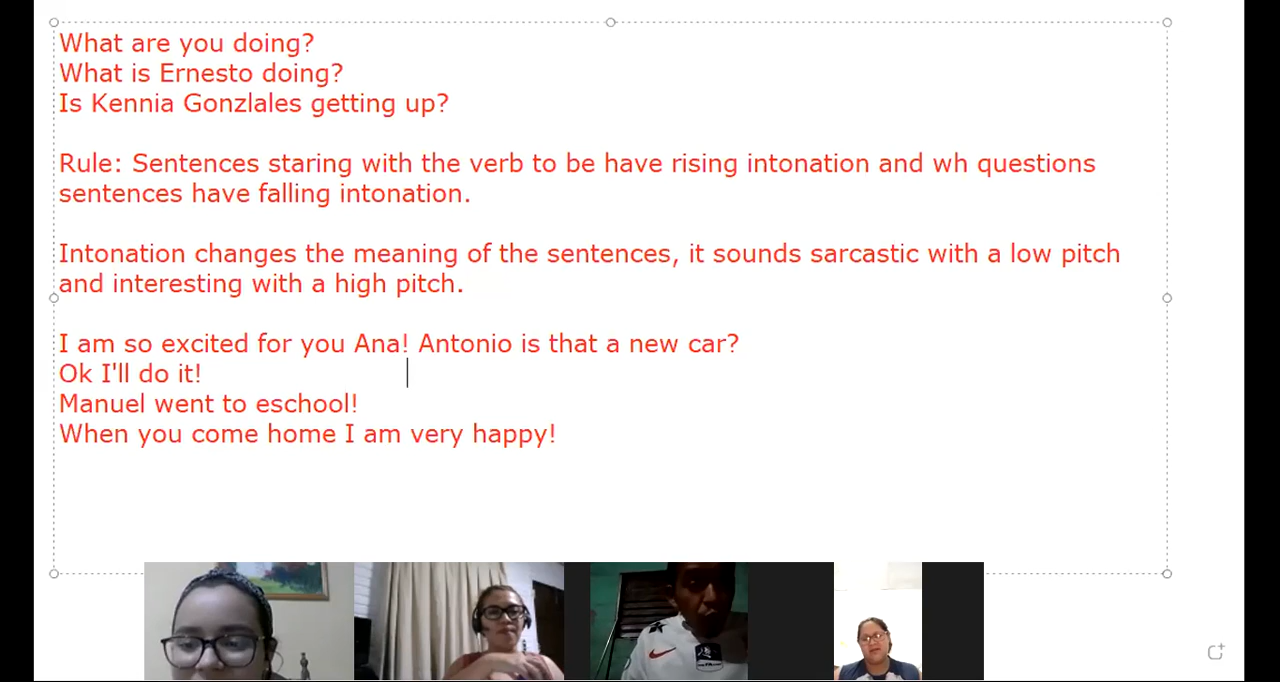 What are you doing?
What is Ernesto doing?
Is Kennia Gonzlales getting up?
Rule: Sentences staring with the verb to be have rising intonation and wh questions
sentences have falling intonation.
Intonation changes the meaning of the sentences, it sounds sarcastic with a low pitch
and interesting with a high pitch.
I am so excited for you Ana! Antonio is that a new car?
Ok I'll do it!
Manuel went to eschool!
When you come home I am very happy!